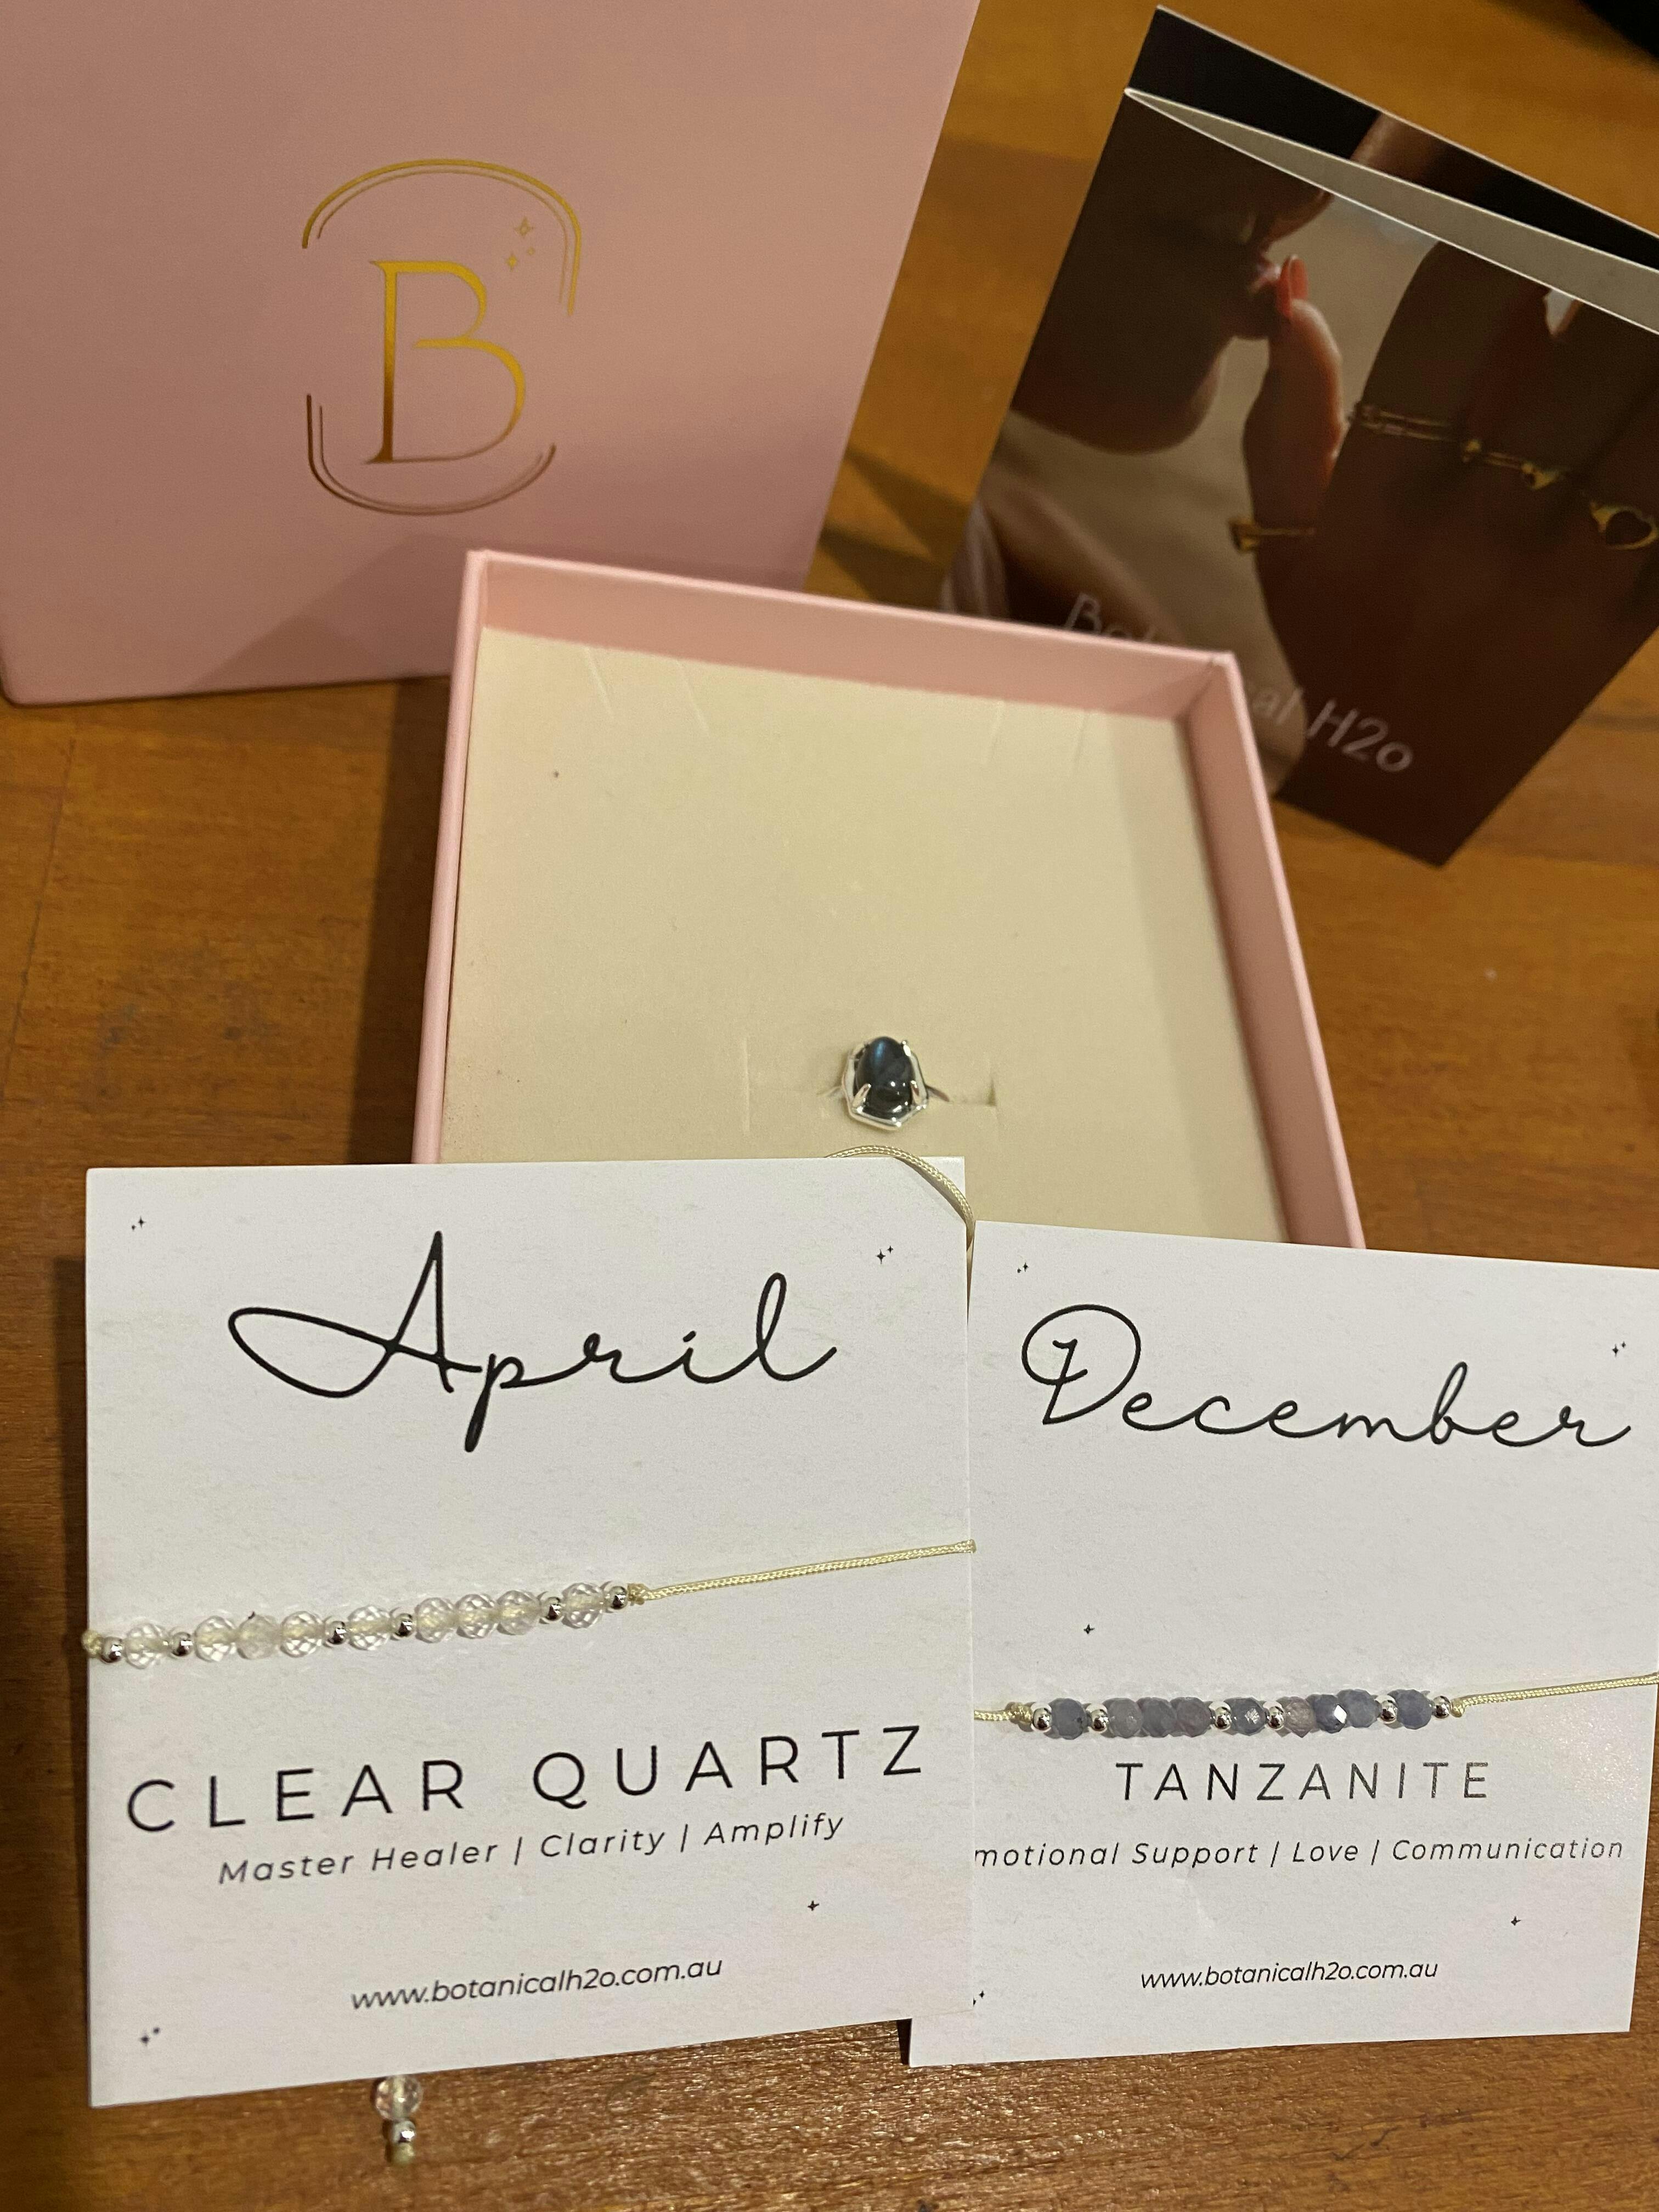 B
H2o
April
CLEAR QUARTZ
Master Healer | Clarity | Amplify
www.botanicalh2o.com.au
December
TANZANITE
motional Support | Love | Communication
www.botanicalh2o.com.au